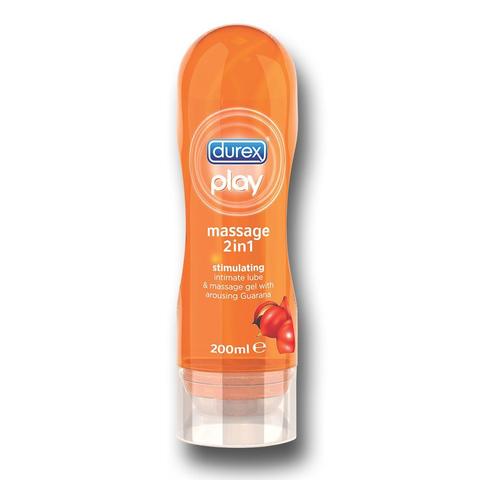 durex
play
massage
2in1
stimulating
intimate lube
& massage gel with
arousing Guarana
200ml ℮